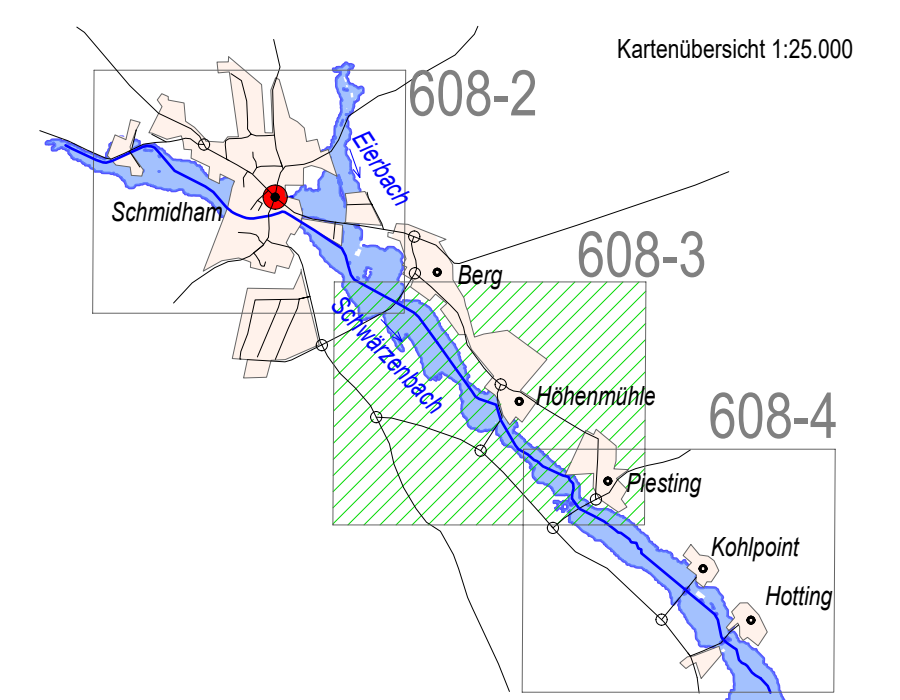 Kartenübersicht 1:25.000
608-2
Eierbach
Schmidham
608-3
Berg
Schwärzenbach
Höhenmühle
608-4
Piesting
Kohlpoint
Hotting